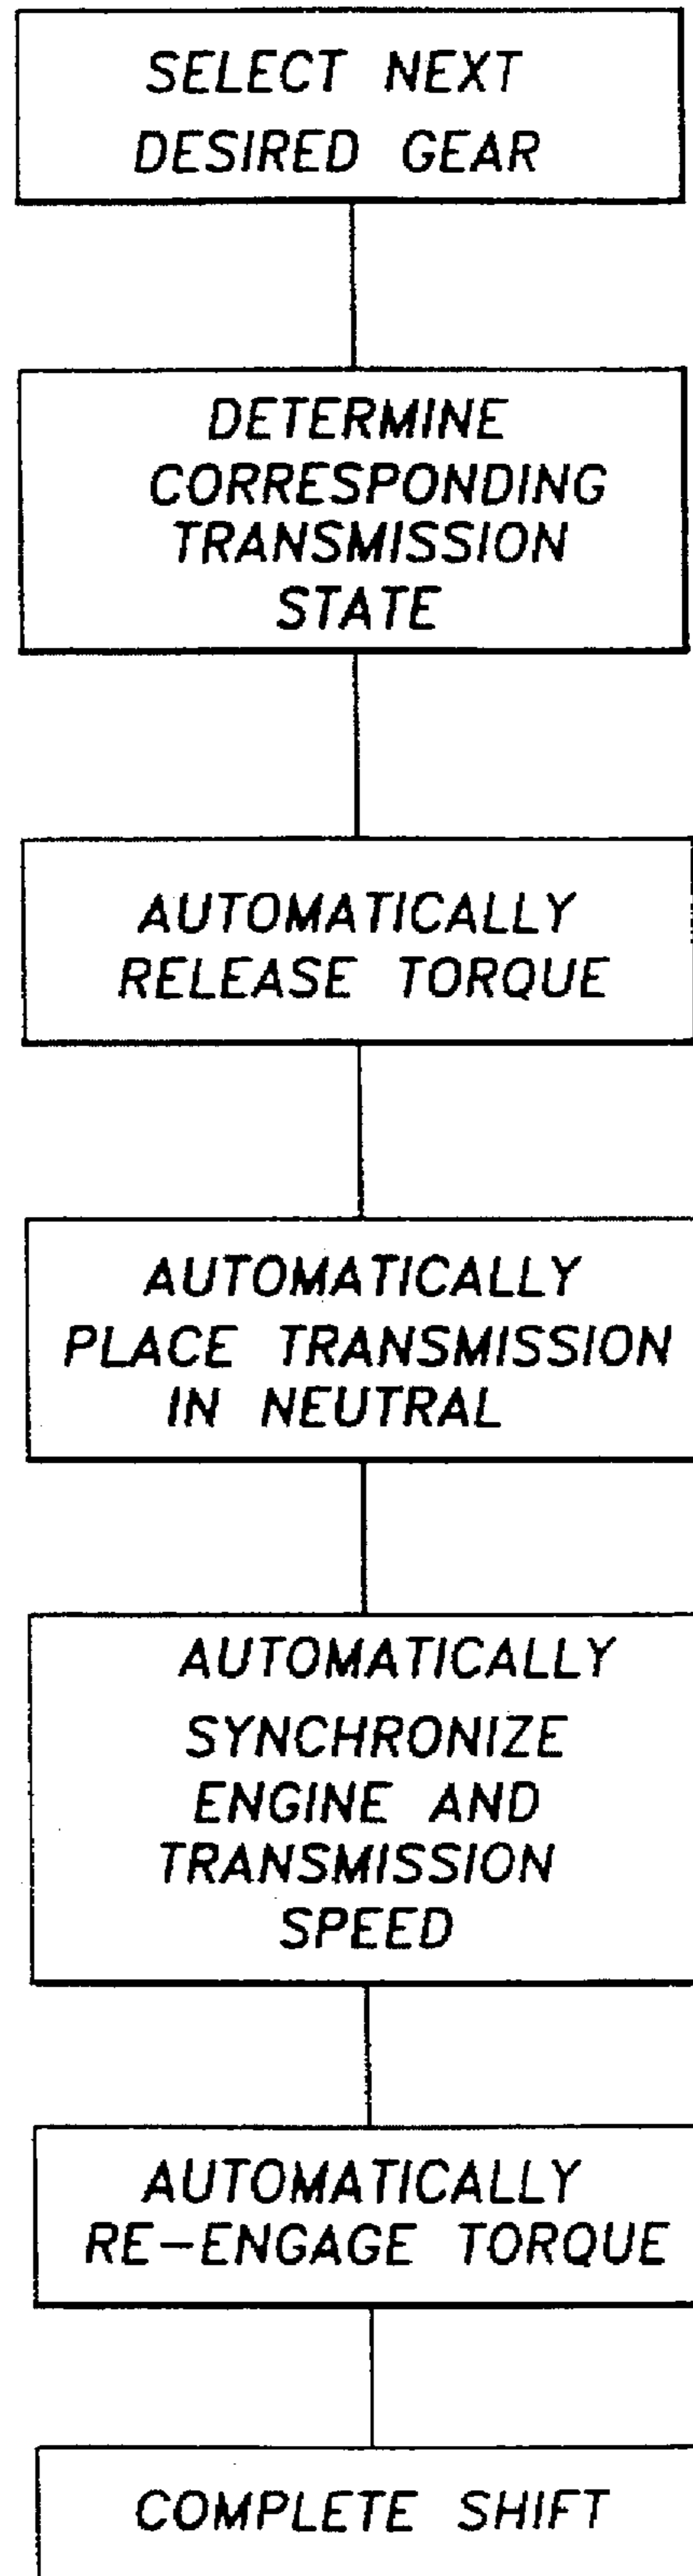 SELECT NEXT
DESIRED GEAR
DETERMINE
CORRESPONDING
TRANSMISSION
STATE
AUTOMATICALLY
RELEASE TORQUE
AUTOMATICALLY
PLACE TRANSMISSION
IN NEUTRAL
AUTOMATICALLY
SYNCHRONIZE
ENGINE AND
TRANSMISSION
SPEED
AUTOMATICALLY
RE-ENGAGE TORQUE
COMPLETE SHIFT